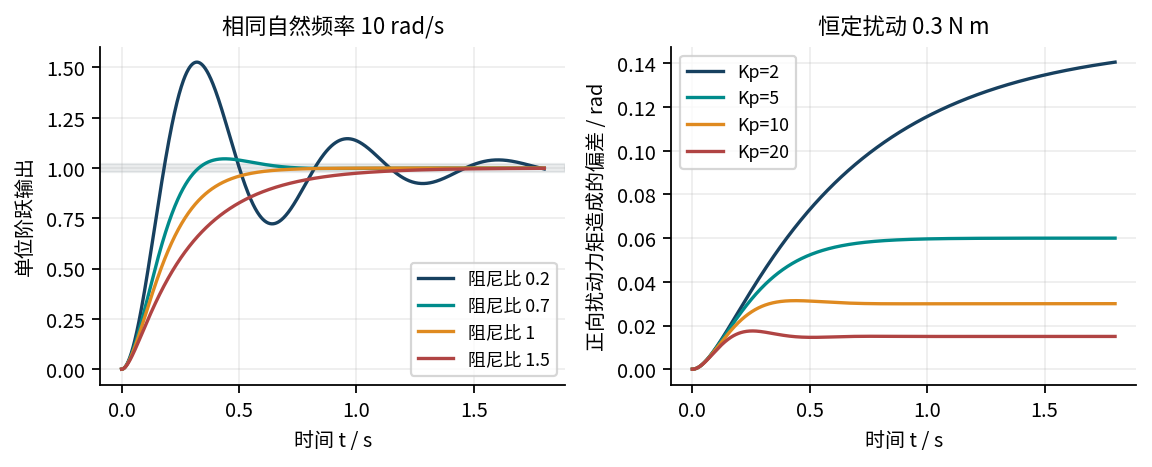 相同自然频率 10 rad/s
单位阶跃输出
1.50
1.25
1.00
0.75
0.50
0.25
0.00
阻尼比 0.2
阻尼比 0.7
阻尼比 1
阻尼比 1.5
0.0
0.5
1.0
1.5
时间 t / s
恒定扰动 0.3 N m
正向扰动力矩造成的偏差 / rad
0.14
0.12
0.10
0.08
0.06
0.04
0.02
0.00
Kp=2
Kp=5
Kp=10
Kp=20
0.0
0.5
1.0
1.5
时间 t / s